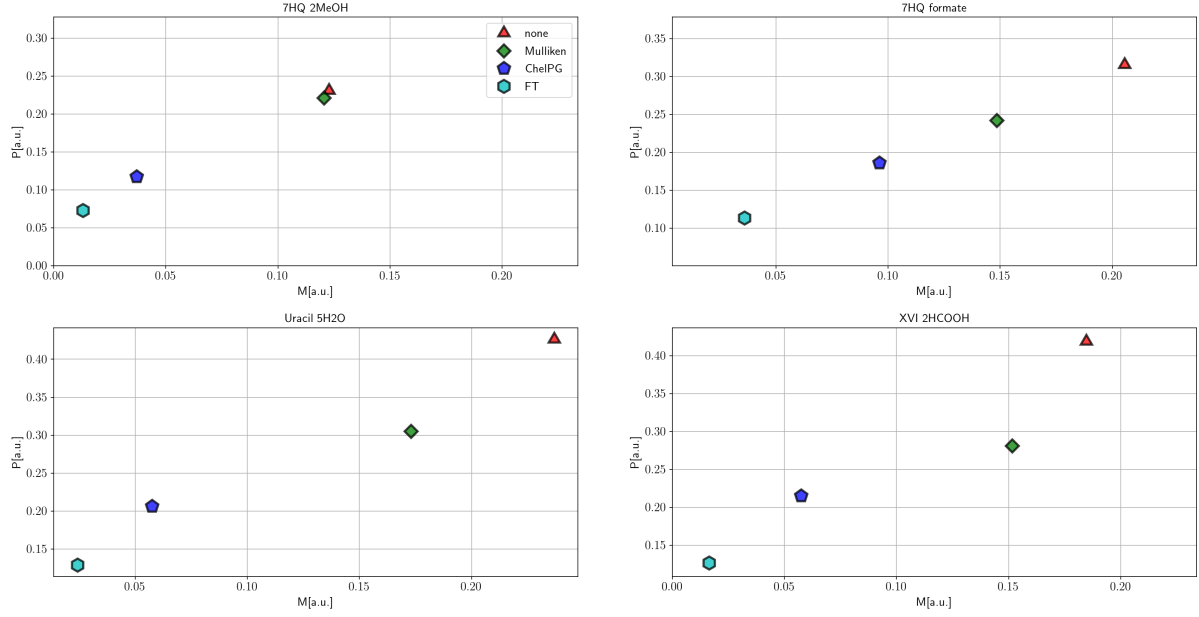 7HQ 2MeOH
0.30
0.25
0.20
0.15
0.10
0.05
0.00
P[a.u.]
0.00 0.05 0.10 0.15 0.20
M[a.u.]
none
Mulliken
ChelPG
FT
7HQ formate
0.35
0.30
0.25
0.20
0.15
0.10
P[a.u.]
0.05 0.10 0.15 0.20
M[a.u.]
Uracil 5H2O
0.40
0.35
0.30
0.25
0.20
0.15
P[a.u.]
0.05 0.10 0.15 0.20
M[a.u.]
XVI 2HCOOH
0.40
0.35
0.30
0.25
0.20
0.15
P[a.u.]
0.00 0.05 0.10 0.15 0.20
M[a.u.]